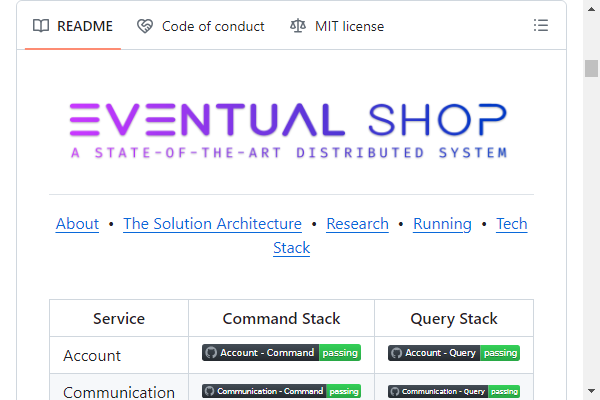 README Code of conduct MIT license
EVENTUAL SHOP
A STATE-OF-THE-ART DISTRIBUTED SYSTEM
About • The Solution Architecture • Research • Running • Tech
Stack
Service Command Stack Query Stack
Account Account - Command passing Account - Query passing
Communication Communication - Command passing Communication - Query passing